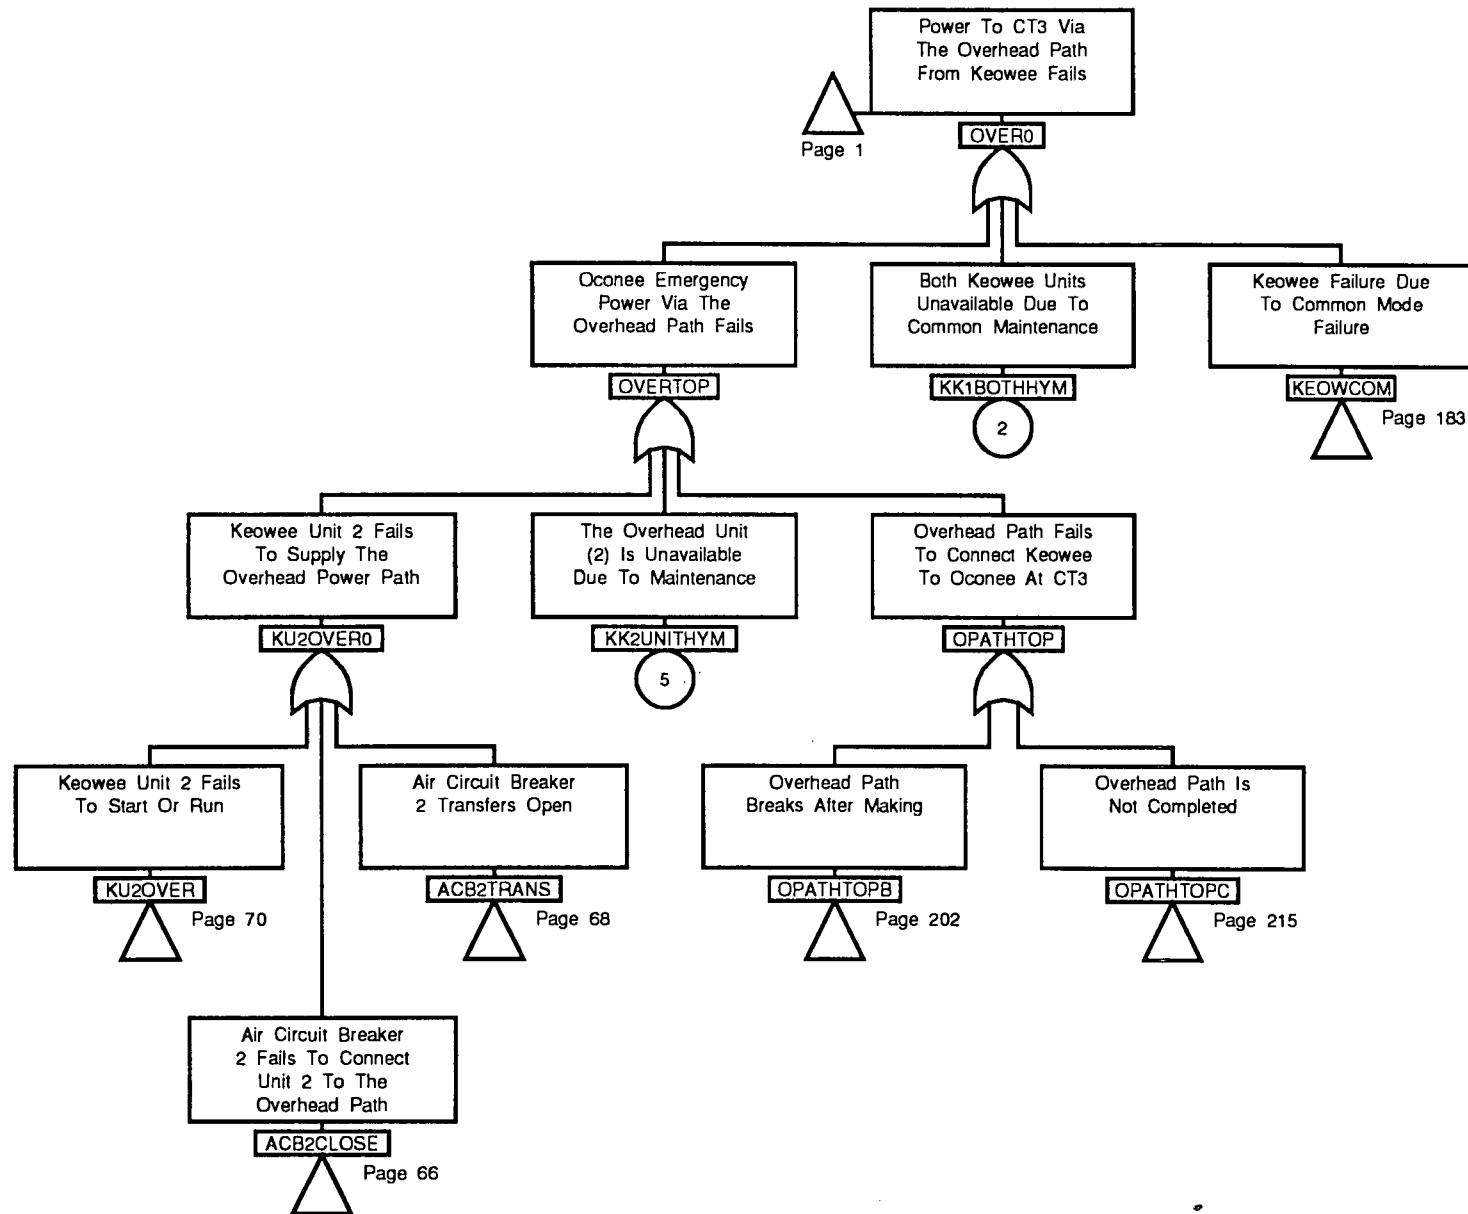 Power To CT3 Via
The Overhead Path
From Keowee Fails
Page 1
OVER0
Oconee Emergency
Power Via The
Overhead Path Fails
OVERTOP
Both Keowee Units
Unavailable Due To
Common Maintenance
KK1BOTHHYM
2
Keowee Failure Due
To Common Mode
Failure
KEOWCOM
Page 183
Keowee Unit 2 Fails
To Supply The
Overhead Power Path
KU2OVER0
The Overhead Unit
(2) Is Unavailable
Due To Maintenance
KK2UNITHYM
5
Overhead Path Fails
To Connect Keowee
To Oconee At CT3
OPATHTOP
Keowee Unit 2 Fails
To Start Or Run
KU2OVER
Page 70
Air Circuit Breaker
2 Transfers Open
ACB2TRANS
Page 68
Overhead Path
Breaks After Making
OPATHTOPB
Page 202
Overhead Path Is
Not Completed
OPATHTOPC
Page 215
Air Circuit Breaker
2 Fails To Connect
Unit 2 To The
Overhead Path
ACB2CLOSE
Page 66